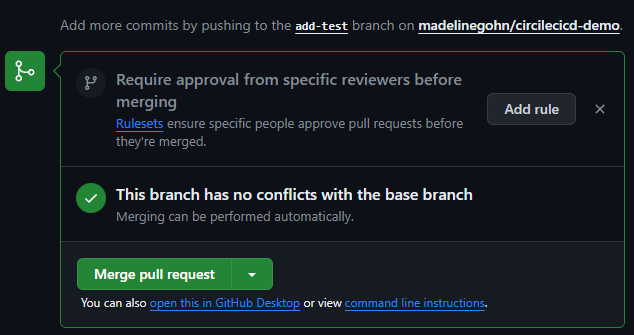 Add more commits by pushing to the add-test branch on madelinegohn/circilecicd-demo.
Require approval from specific reviewers before
merging
Rulesets ensure specific people approve pull requests before
they're merged.
Add rule
This branch has no conflicts with the base branch
Merging can be performed automatically.
Merge pull request
You can also open this in GitHub Desktop or view command line instructions.